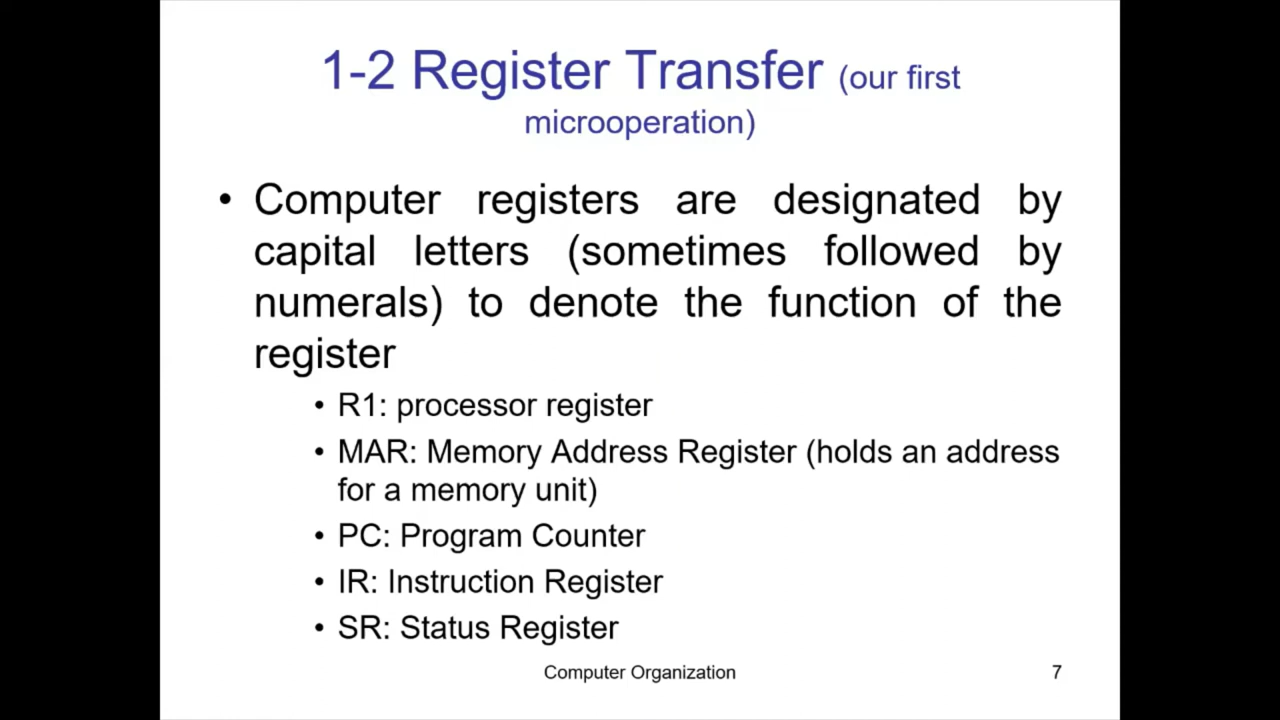 1-2 Register Transfer (our first
microoperation)
• Computer registers are designated by
capital letters (sometimes followed by
numerals) to denote the function of the
register
• R1: processor register
• MAR: Memory Address Register (holds an address
for a memory unit)
• PC: Program Counter
• IR: Instruction Register
• SR: Status Register
Computer Organization 7